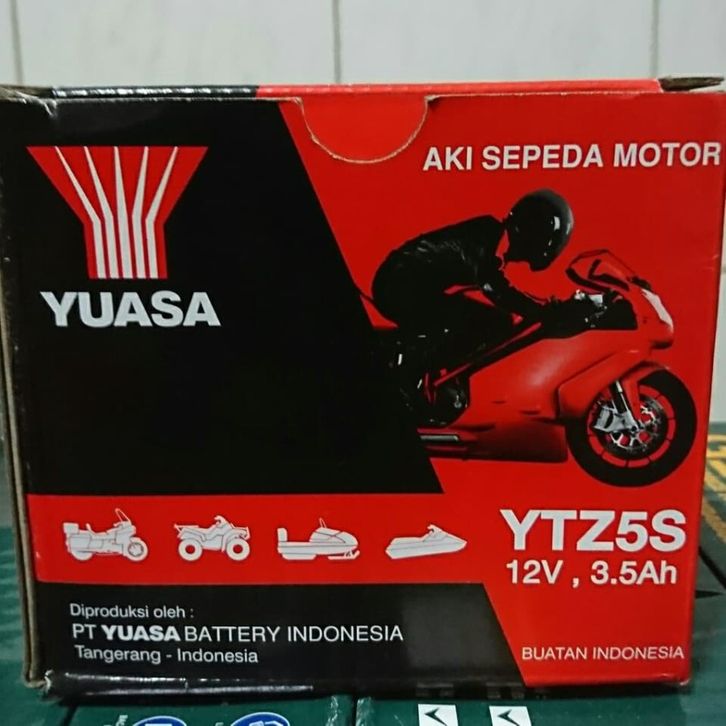 AKI SEPEDA MOTOR
YUASA
YTZ5S
12V , 3.5Ah
Diproduksi oleh :
PT YUASA BATTERY INDONESIA
Tangerang - Indonesia
BUATAN INDONESIA